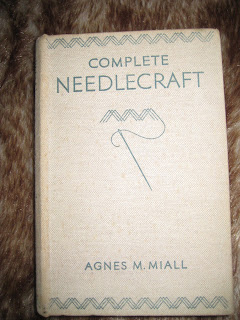 COMPLETE
NEEDLECRAFT
AGNES M. MIALL